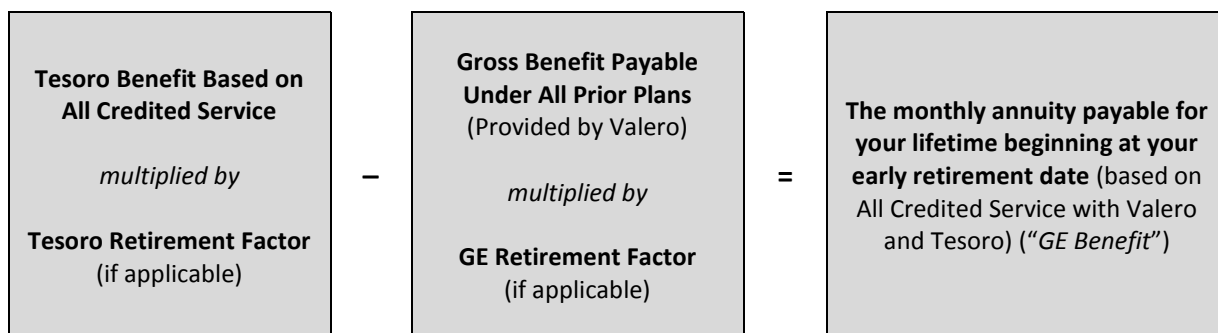 Tesoro Benefit Based on
All Credited Service
multiplied by
Tesoro Retirement Factor
(if applicable)
–
Gross Benefit Payable
Under All Prior Plans
(Provided by Valero)
multiplied by
GE Retirement Factor
(if applicable)
=
The monthly annuity payable for
your lifetime beginning at your
early retirement date (based on
All Credited Service with Valero
and Tesoro) (“GE Benefit”)